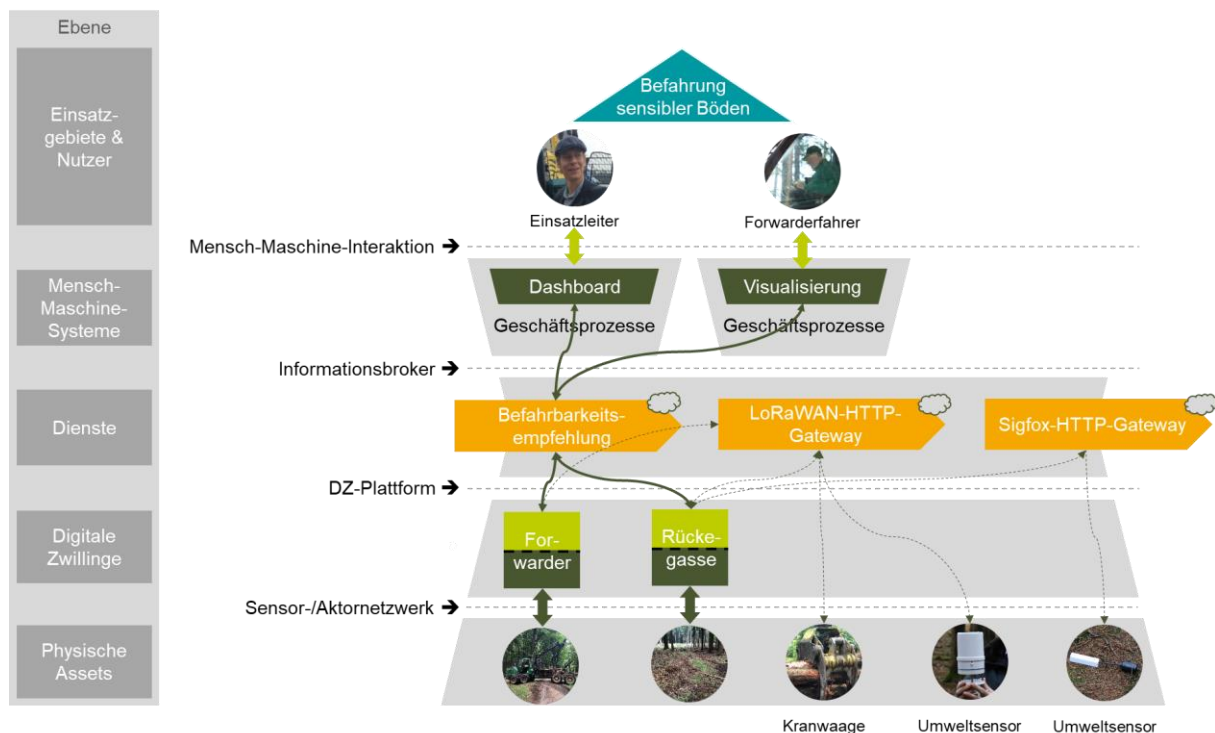 Ebene
Einsatz-
gebiete &
Nutzer
Mensch-
Maschine-
Systeme
Dienste
Digitale
Zwillinge
Physische
Assets
Befahrung
sensibler Böden
Einsatzleiter
Forwarderfahrer
Mensch-Maschine-Interaktion
Dashboard
Visualisierung
Geschäftsprozesse
Geschäftsprozesse
Informationsbroker
Befahrbarkeits-
empfehlung
LoRaWAN-HTTP-
Gateway
Sigfox-HTTP-Gateway
DZ-Plattform
For-
warder
Rücke-
gasse
Sensor-/Aktornetzwerk
Kranwaage
Umweltsensor
Umweltsensor